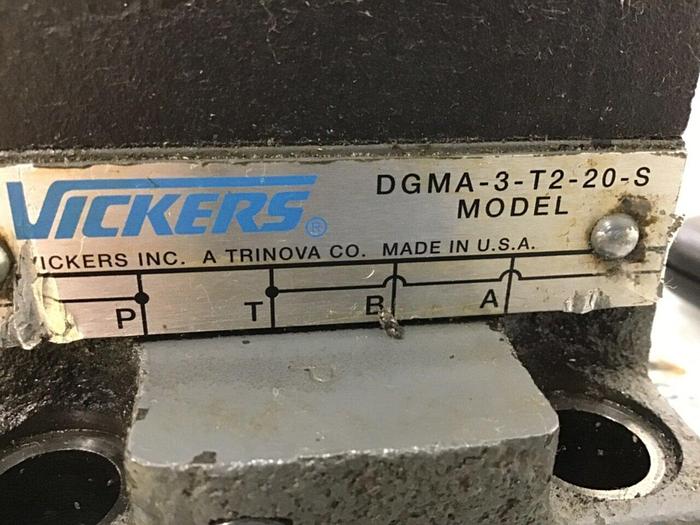 VICKERS®
DGMA-3-T2-20-S
MODEL
VICKERS INC. A TRINOVA CO. MADE IN U.S.A.
P T B A